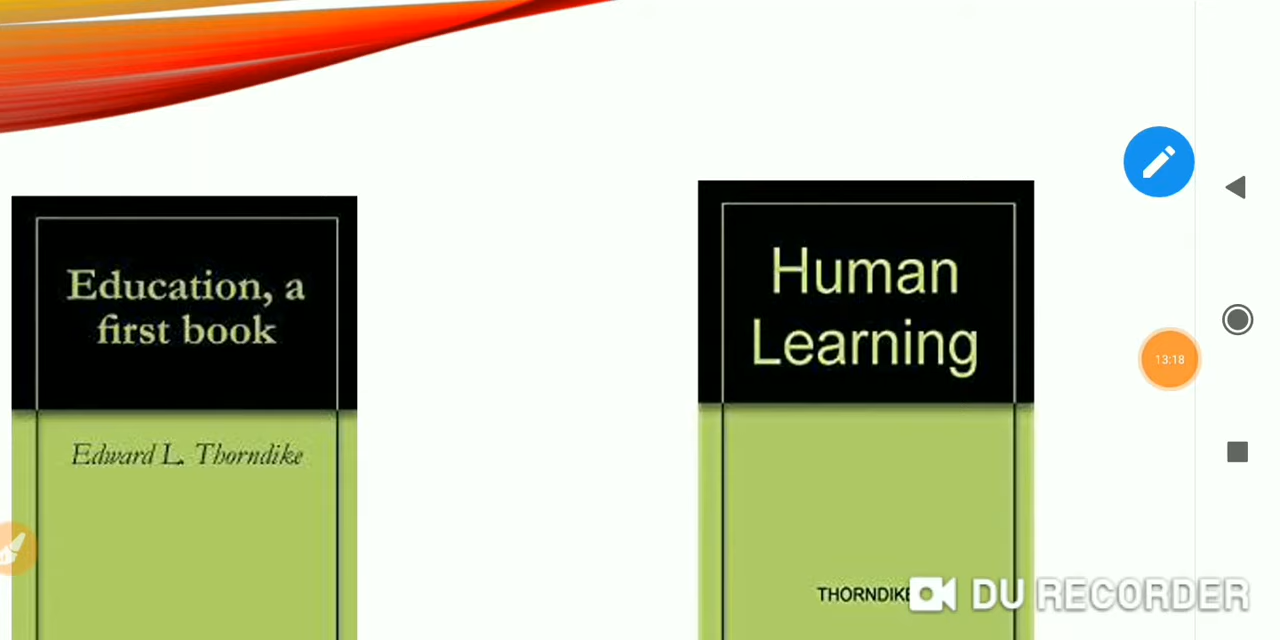 Education, a
first book
Edward L. Thorndike
Human
Learning
THORNDIKE
13:18
DU RECORDER